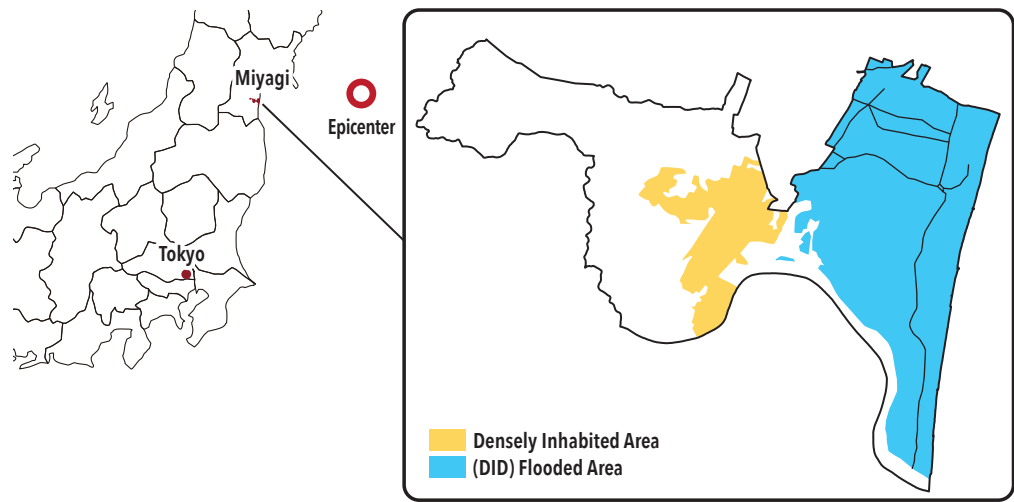 Miyagi
Epicenter
Tokyo
Densely Inhabited Area
(DID) Flooded Area